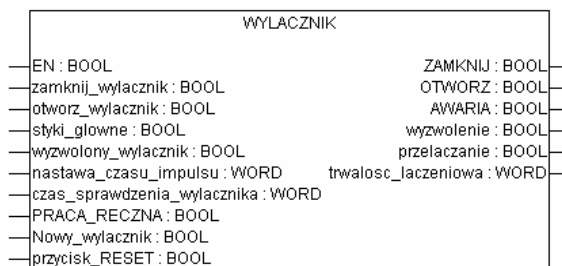 WYLACZNIK
EN : BOOL ZAMKNIJ : BOOL
zamknij_wylacznik : BOOL OTWORZ : BOOL
otworz_wylacznik : BOOL AWARIA : BOOL
styki_glowne : BOOL wyzwolenie : BOOL
wyzwolony_wylacznik : BOOL przelaczanie : BOOL
nastawa_czasu_impulsu : WORD trwalosc_laczeniowa : WORD
czas_sprawdzenia_wylacznika : WORD
PRACA_RECZNA : BOOL
Nowy_wylacznik : BOOL
przycisk_RESET : BOOL